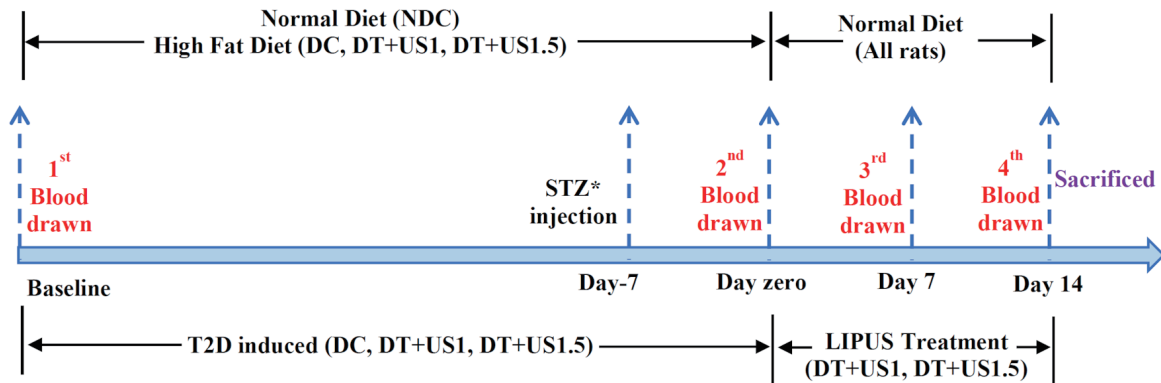 Normal Diet (NDC)
High Fat Diet (DC, DT+US1, DT+US1.5)
Normal Diet
(All rats)
1st
Blood
drawn
STZ*
injection
2nd
Blood
drawn
3rd
Blood
drawn
4th
Blood
drawn
Sacrificed
Baseline
Day-7
Day zero
Day 7
Day 14
T2D induced (DC, DT+US1, DT+US1.5)
LIPUS Treatment
(DT+US1, DT+US1.5)